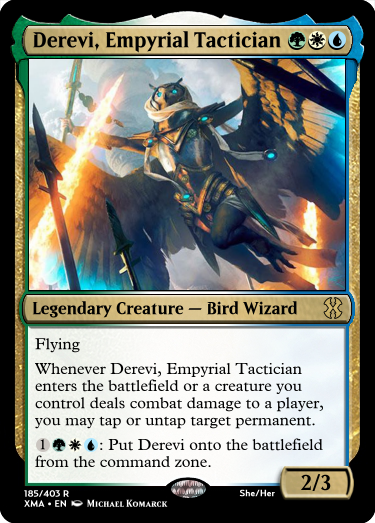 Derevi, Empyrial Tactician
Legendary Creature — Bird Wizard
Flying
Whenever Derevi, Empyrial Tactician
enters the battlefield or a creature you
control deals combat damage to a player,
you may tap or untap target permanent.
1: Put Derevi onto the battlefield
from the command zone.
2/3
185/403 R She/Her
XMA • EN Michael Komarck